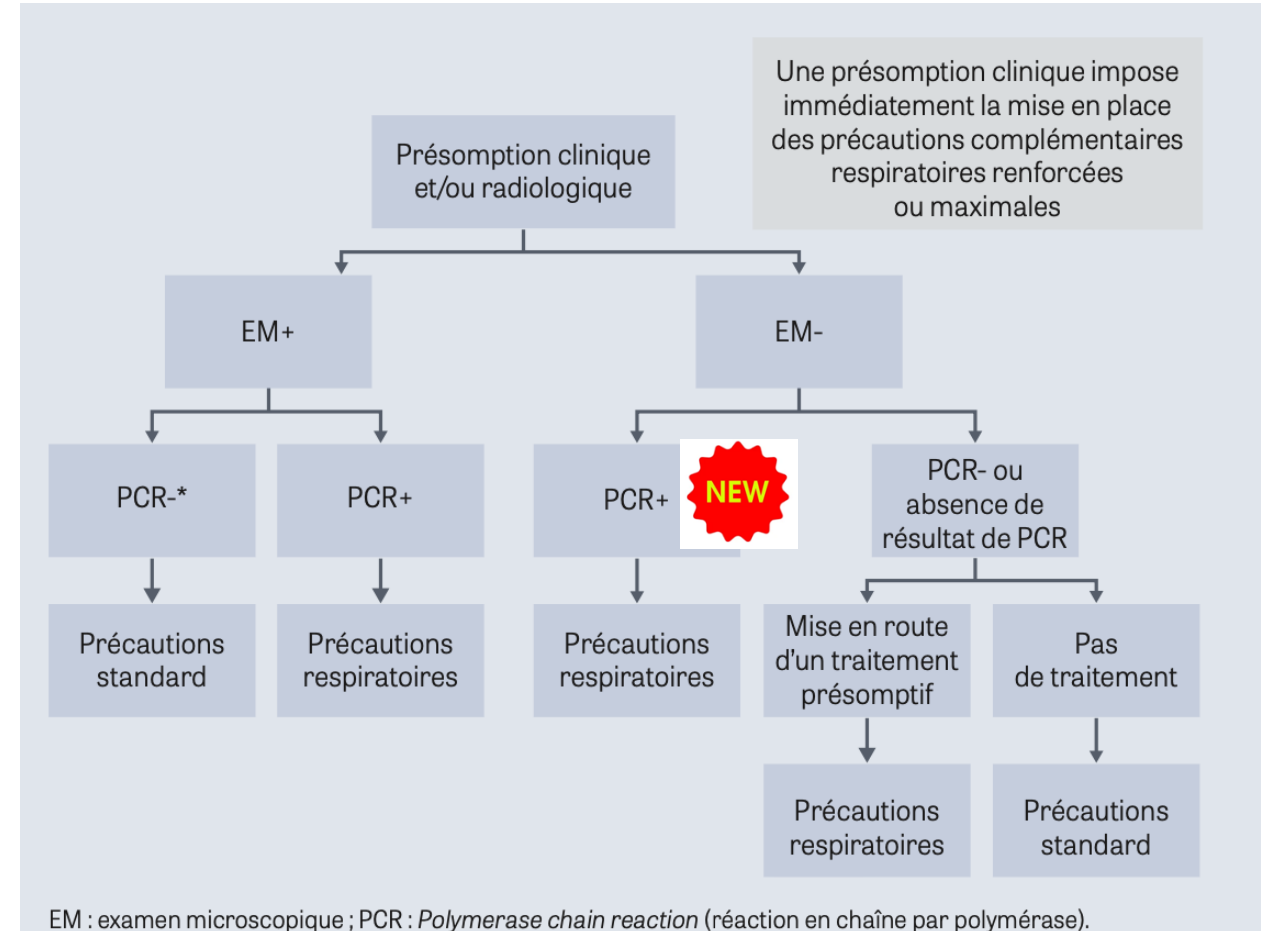 Une présomption clinique impose
immédiatement la mise en place
des précautions complémentaires
respiratoires renforcées
ou maximales
Présomption clinique
et/ou radiologique
EM+
EM-
PCR-*
PCR+
PCR+
NEW
PCR- ou
absence de
résultat de PCR
Précautions
standard
Précautions
respiratoires
Précautions
respiratoires
Mise en route
d'un traitement
présomptif
Pas
de traitement
Précautions
respiratoires
Précautions
standard
EM : examen microscopique ; PCR : Polymerase chain reaction (réaction en chaîne par polymérase).